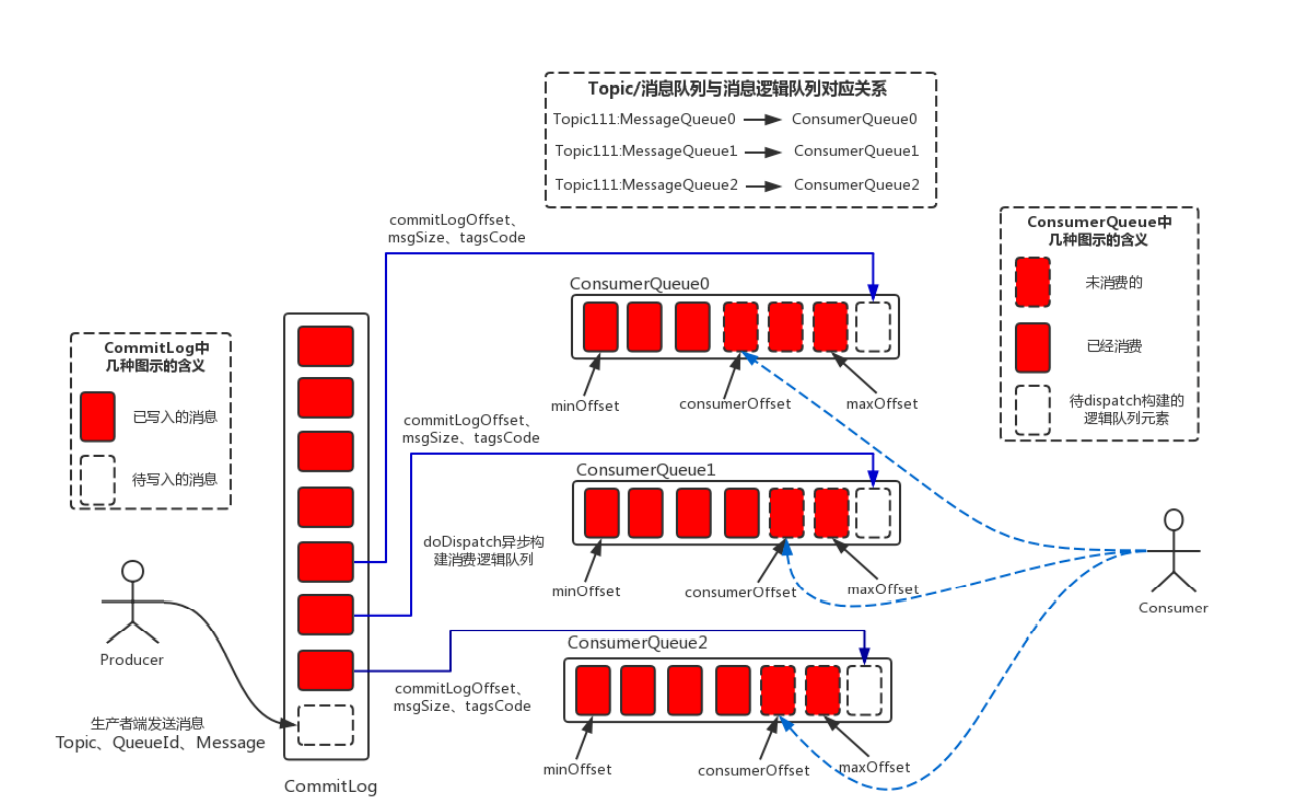 Topic/消息队列与消息逻辑队列对应关系
Topic111:MessageQueue0
ConsumerQueue0
Topic111:MessageQueue1
ConsumerQueue1
Topic111:MessageQueue2
ConsumerQueue2
commitLogOffset、
msgSize、tagsCode
ConsumerQueue中
几种图示的含义
未消费的
已经消费
待dispatch构建的
逻辑队列元素
ConsumerQueue0
minOffset
consumerOffset
maxOffset
CommitLog中
几种图示的含义
已写入的消息
待写入的消息
commitLogOffset、
msgSize、tagsCode
ConsumerQueue1
doDispatch异步构
建消费逻辑队列
minOffset
consumerOffset
maxOffset
Consumer
Producer
ConsumerQueue2
commitLogOffset、
msgSize、tagsCode
生产者端发送消息
Topic、QueueId、Message
minOffset
consumerOffset
maxOffset
CommitLog